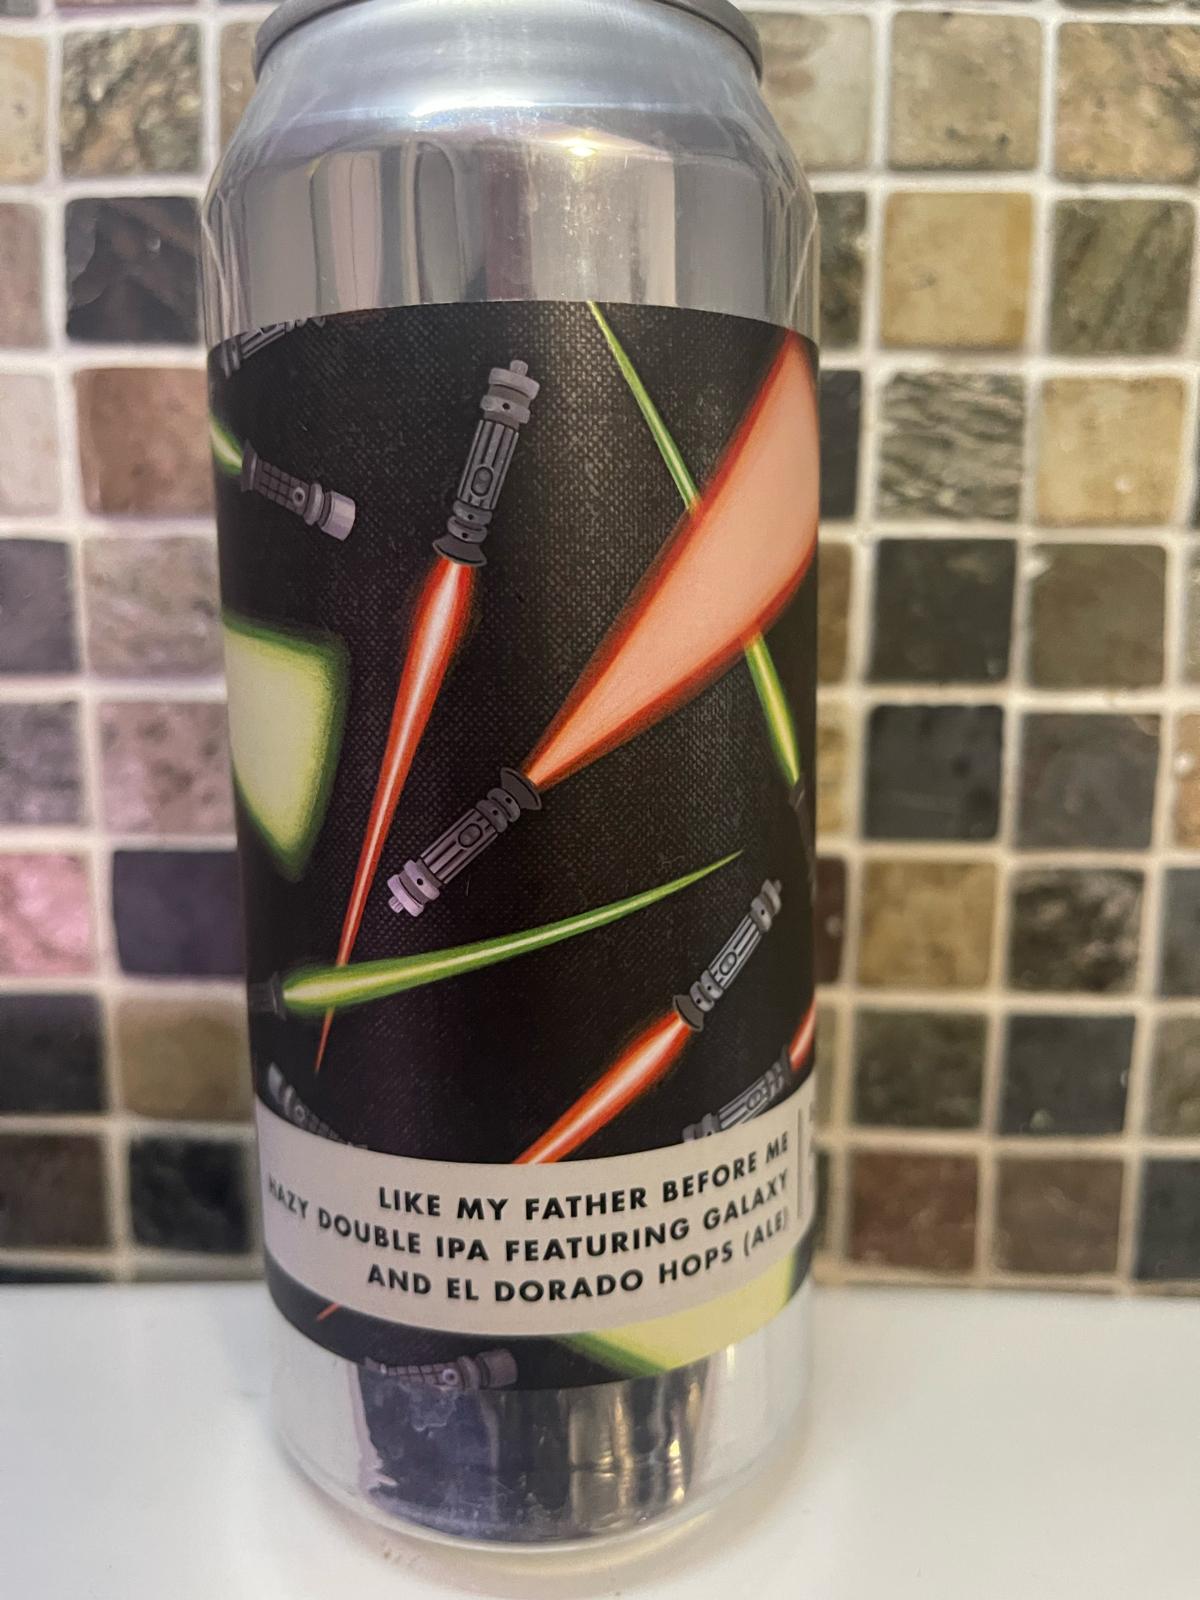 LIKE MY FATHER BEFORE ME
HAZY DOUBLE IPA FEATURING GALAXY
AND EL DORADO HOPS (ALE)